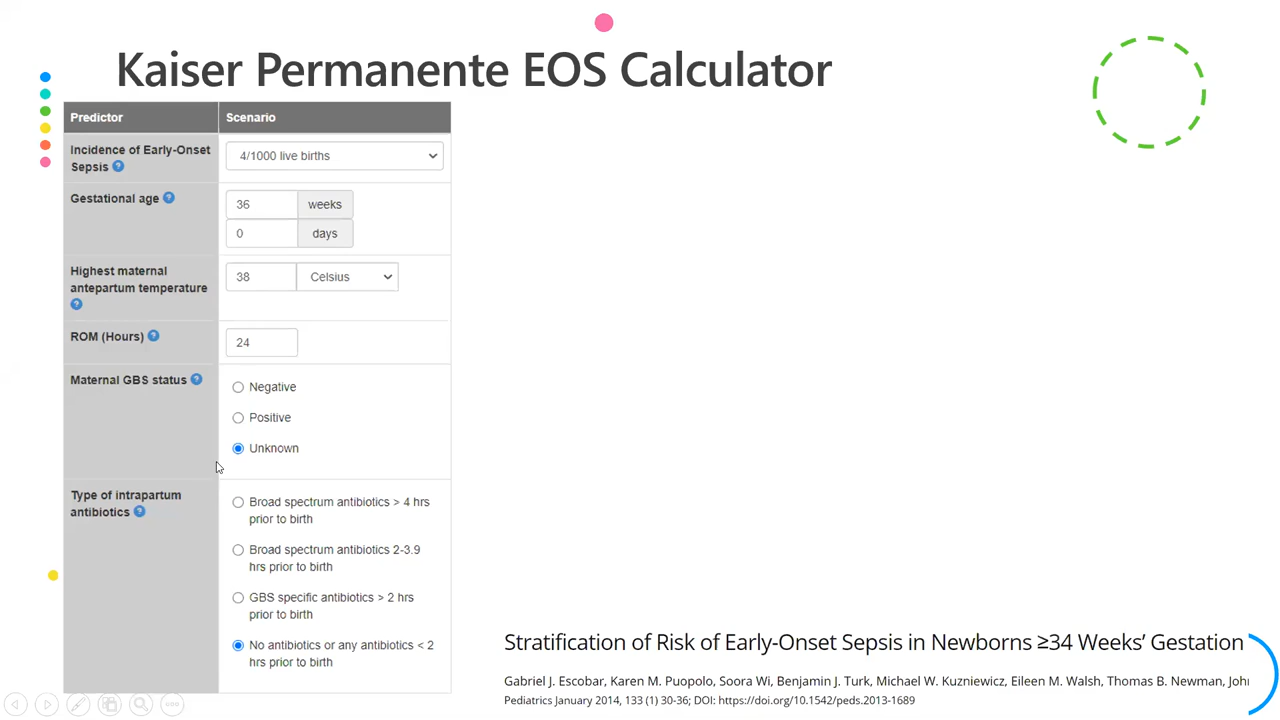 Kaiser Permanente EOS Calculator
Predictor
Scenario
Incidence of Early-Onset
Sepsis ?
4/1000 live births
Gestational age ?
36 weeks
0 days
Highest maternal
antepartum temperature
?
38 Celsius
ROM (Hours) ?
24
Maternal GBS status ?
Negative
Positive
Unknown
Type of intrapartum
antibiotics ?
Broad spectrum antibiotics > 4 hrs
prior to birth
Broad spectrum antibiotics 2-3.9
hrs prior to birth
GBS specific antibiotics > 2 hrs
prior to birth
No antibiotics or any antibiotics < 2
hrs prior to birth
Stratification of Risk of Early-Onset Sepsis in Newborns ≥34 Weeks’ Gestation
Gabriel J. Escobar, Karen M. Puopolo, Soora Wi, Benjamin J. Turk, Michael W. Kuzniewicz, Eileen M. Walsh, Thomas B. Newman, John
Pediatrics January 2014, 133 (1) 30-36; DOI: https://doi.org/10.1542/peds.2013-1689